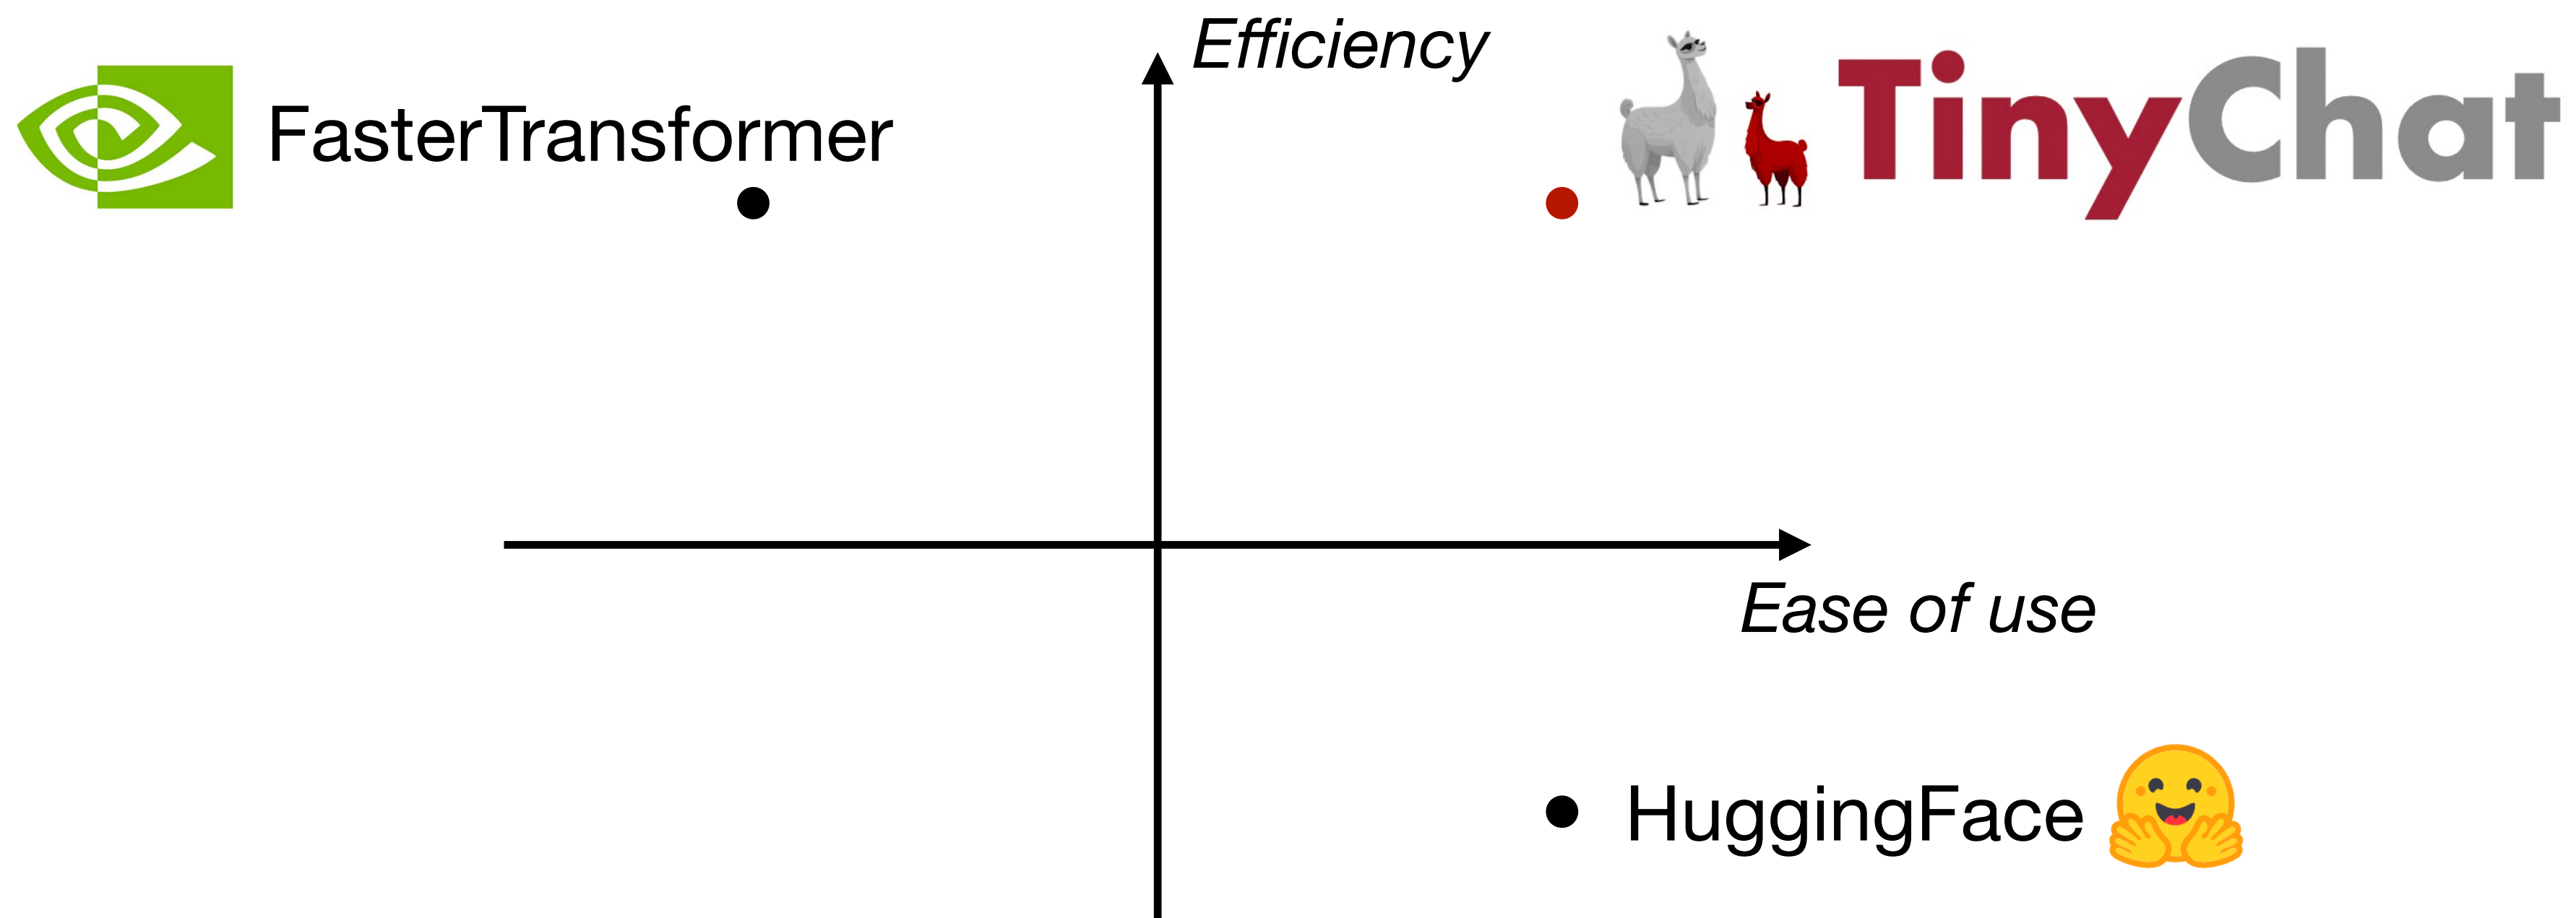 Efficiency
FasterTransformer
TinyChat
Ease of use
HuggingFace